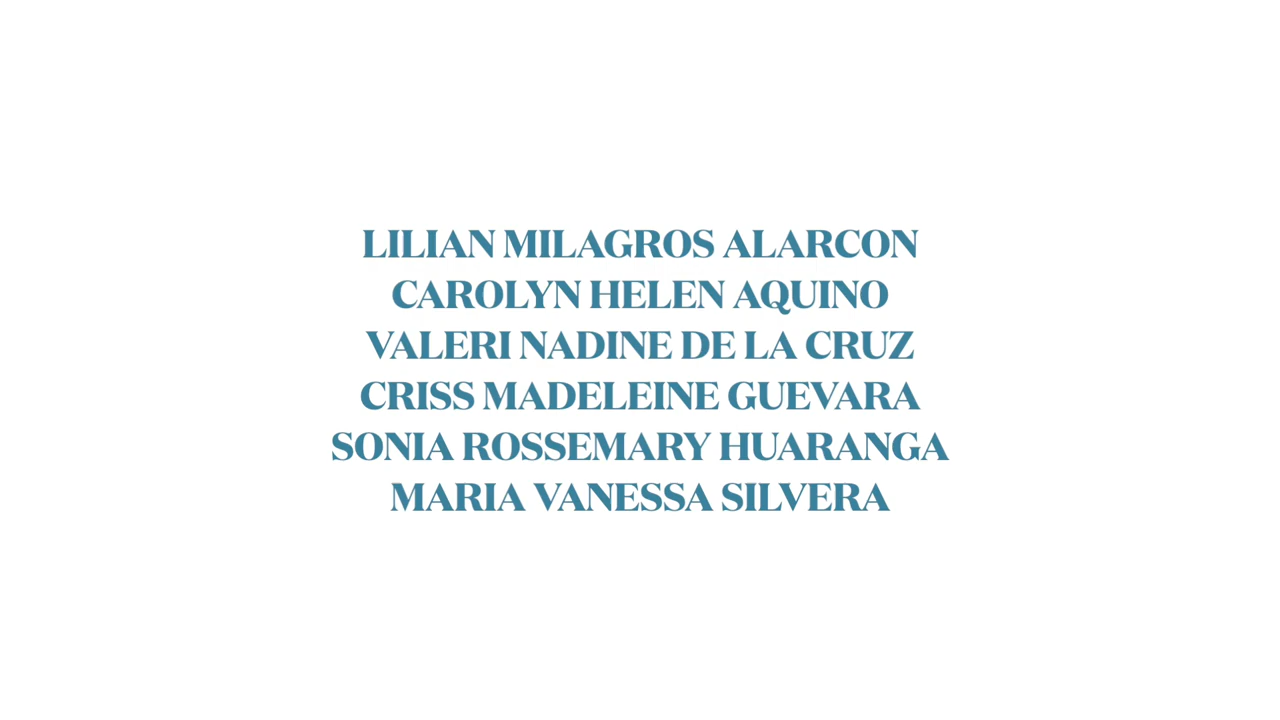 LILIAN MILAGROS ALARCON
CAROLYN HELEN AQUINO
VALERI NADINE DE LA CRUZ
CRISS MADELEINE GUEVARA
SONIA ROSSEMARY HUARANGA
MARIA VANESSA SILVERA